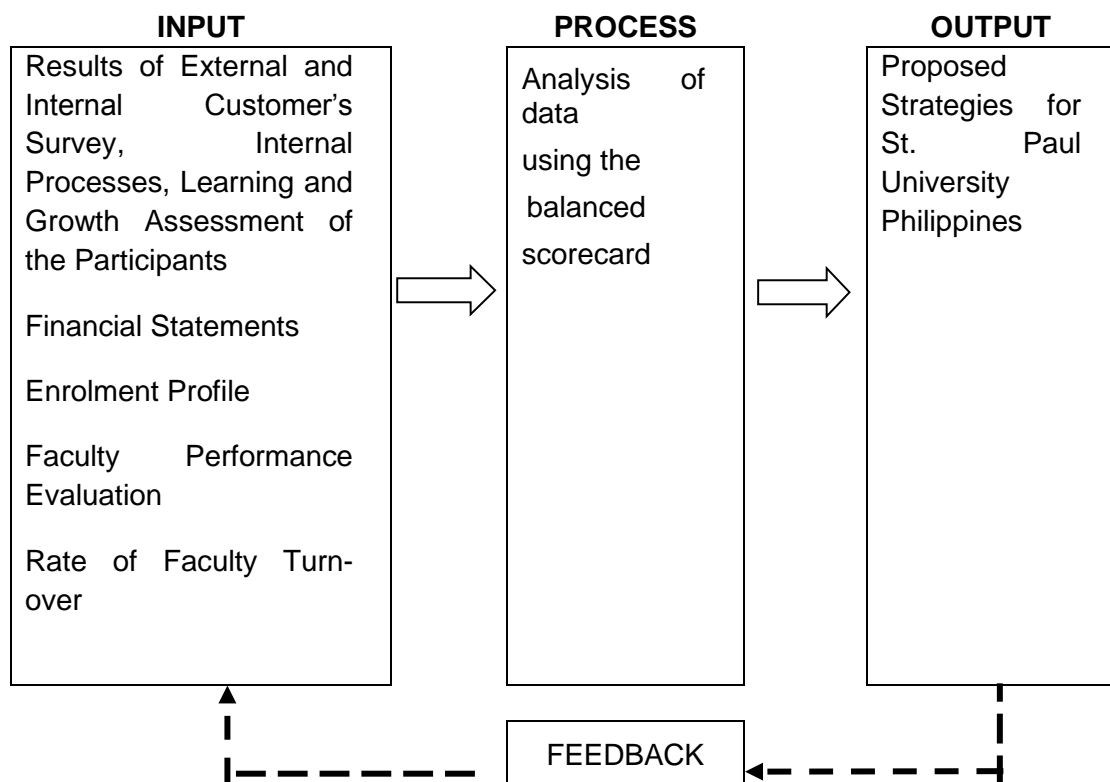 INPUT
Results of External and
Internal Customer's
Survey, Internal
Processes, Learning and
Growth Assessment of
the Participants
Financial Statements
Enrolment Profile
Faculty Performance
Evaluation
Rate of Faculty Turn-
over
PROCESS
Analysis of
data
using the
balanced
scorecard
OUTPUT
Proposed
Strategies for
St. Paul
University
Philippines
FEEDBACK